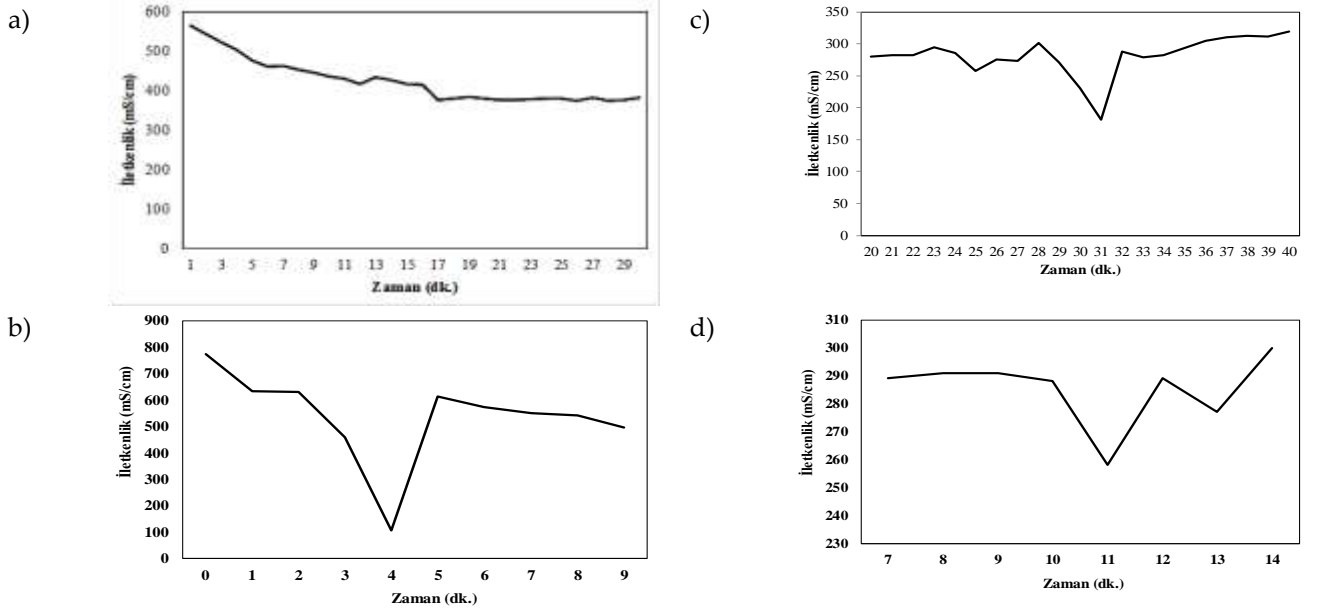 a)
600
500
400
300
200
100
0
İletkenlik (mS/cm)
1 3 5 7 9 11 13 15 17 19 21 23 25 27 29
Zaman (dk.)
c)
350
300
250
200
150
100
50
0
İletkenlik (mS/cm)
20 21 22 23 24 25 26 27 28 29 30 31 32 33 34 35 36 37 38 39 40
Zaman (dk.)
b)
900
800
700
600
500
400
300
200
100
0
İletkenlik (mS/cm)
0 1 2 3 4 5 6 7 8 9
Zaman (dk.)
d)
310
300
290
280
270
260
250
240
230
İletkenlik (mS/cm)
7 8 9 10 11 12 13 14
Zaman (dk.)